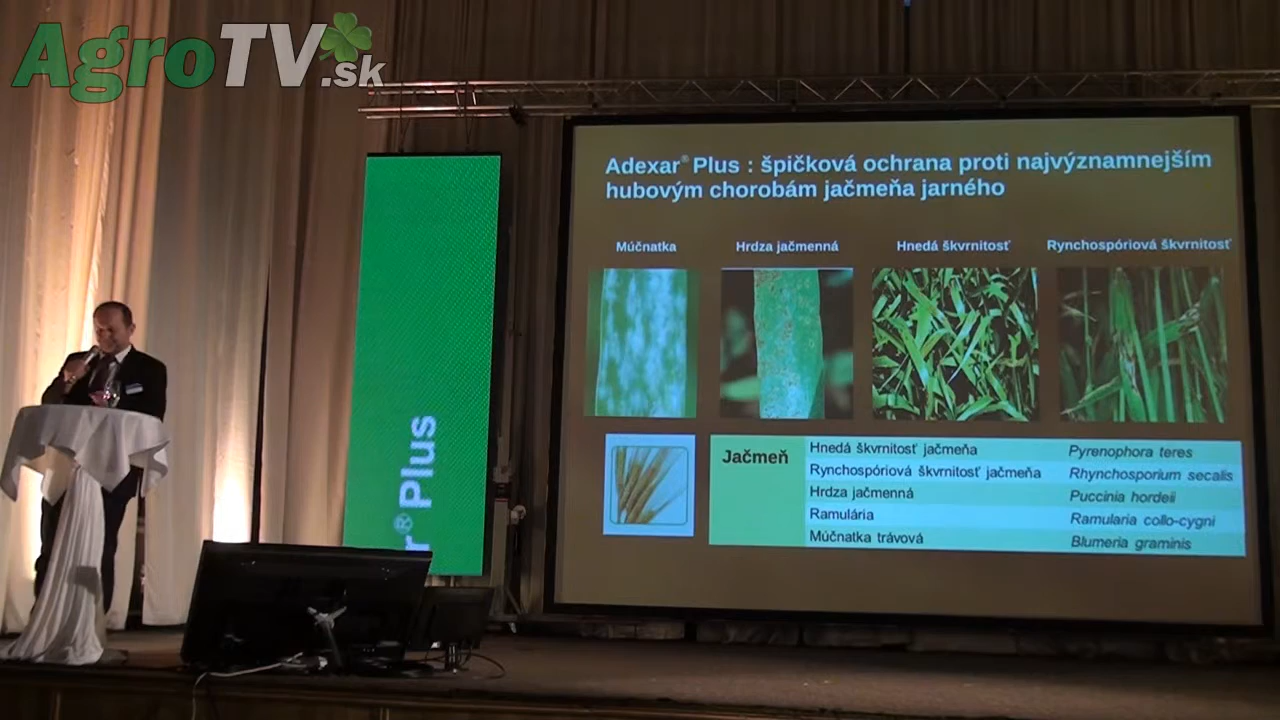 AgroTV.sk
Adexar® Plus : špičková ochrana proti najvýznamnejším
hubovým chorobám jačmeňa jarného
Múčnatka Hrdza jačmenná Hnedá škvrnitosť Rynchospóriová škvrnitosť
Jačmeň
Hnedá škvrnitosť jačmeňa Pyrenophora teres
Rynchospóriová škvrnitosť jačmeňa Rhynchosporium secalis
Hrdza jačmenná Puccinia hordeii
Ramulária Ramularia collo-cygni
Múčnatka trávová Blumeria graminis
r® Plus